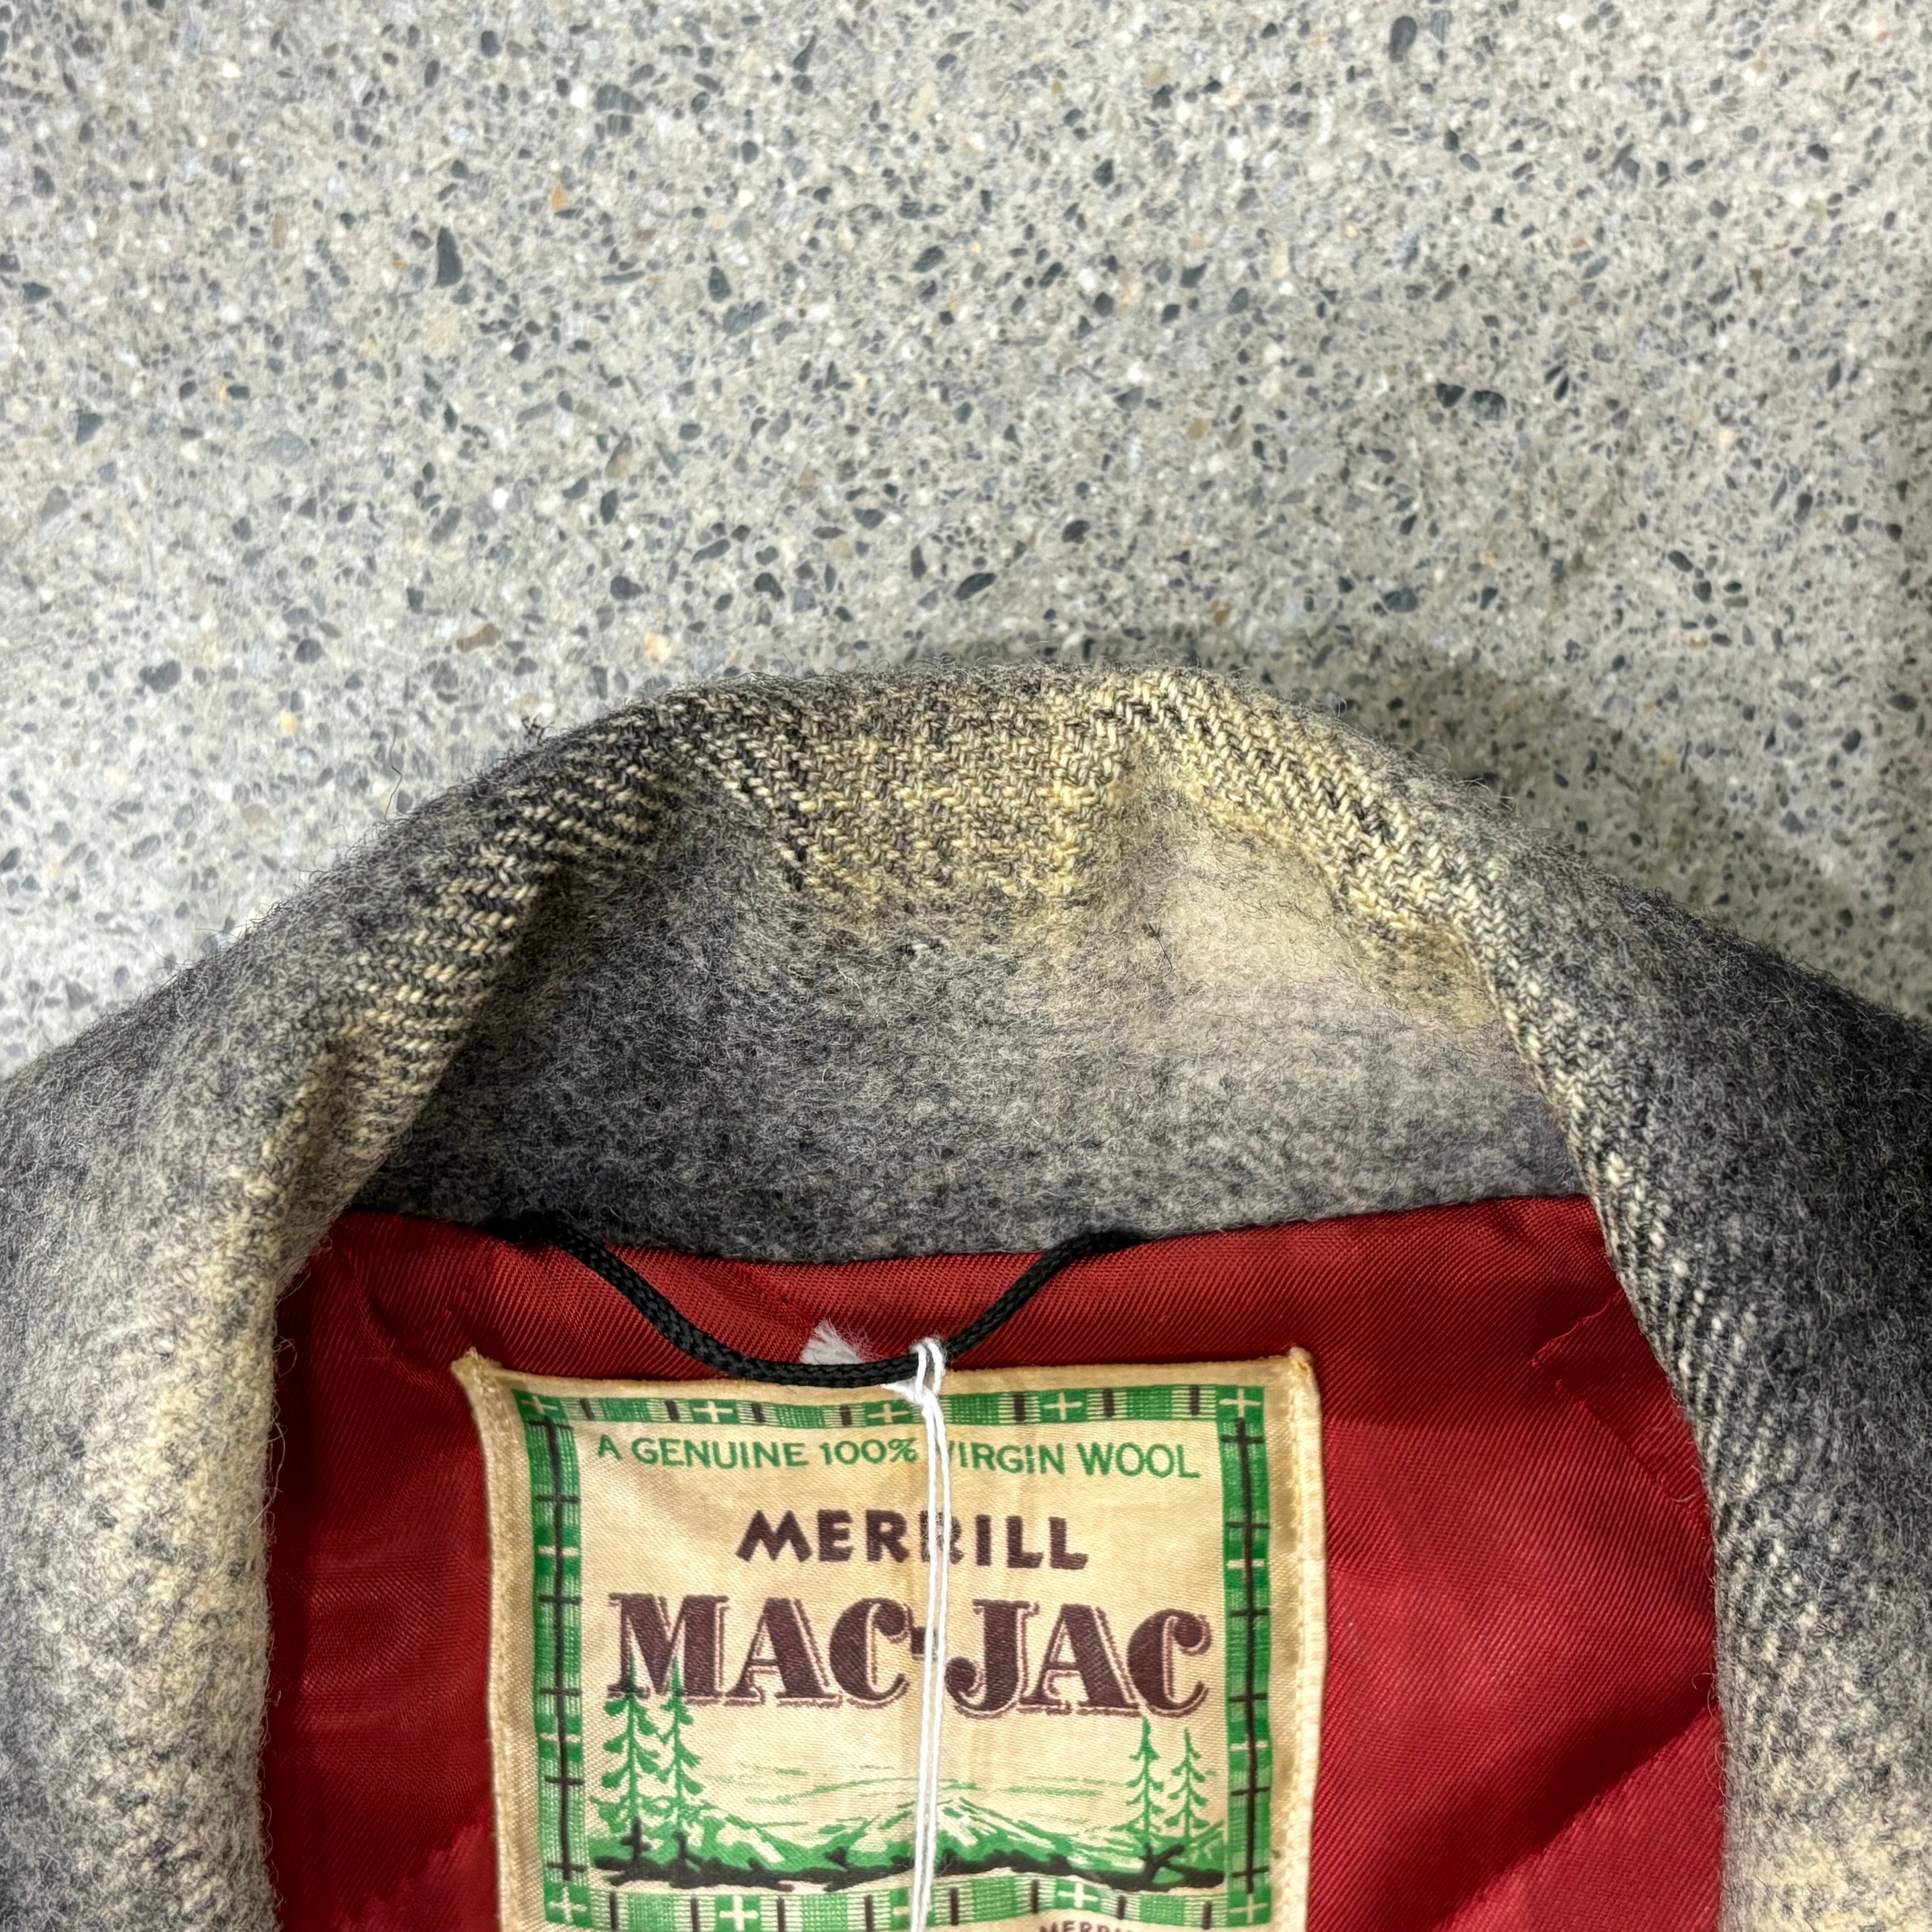 A GENUINE 100% VIRGIN WOOL
MERRILL
MAC-JAC